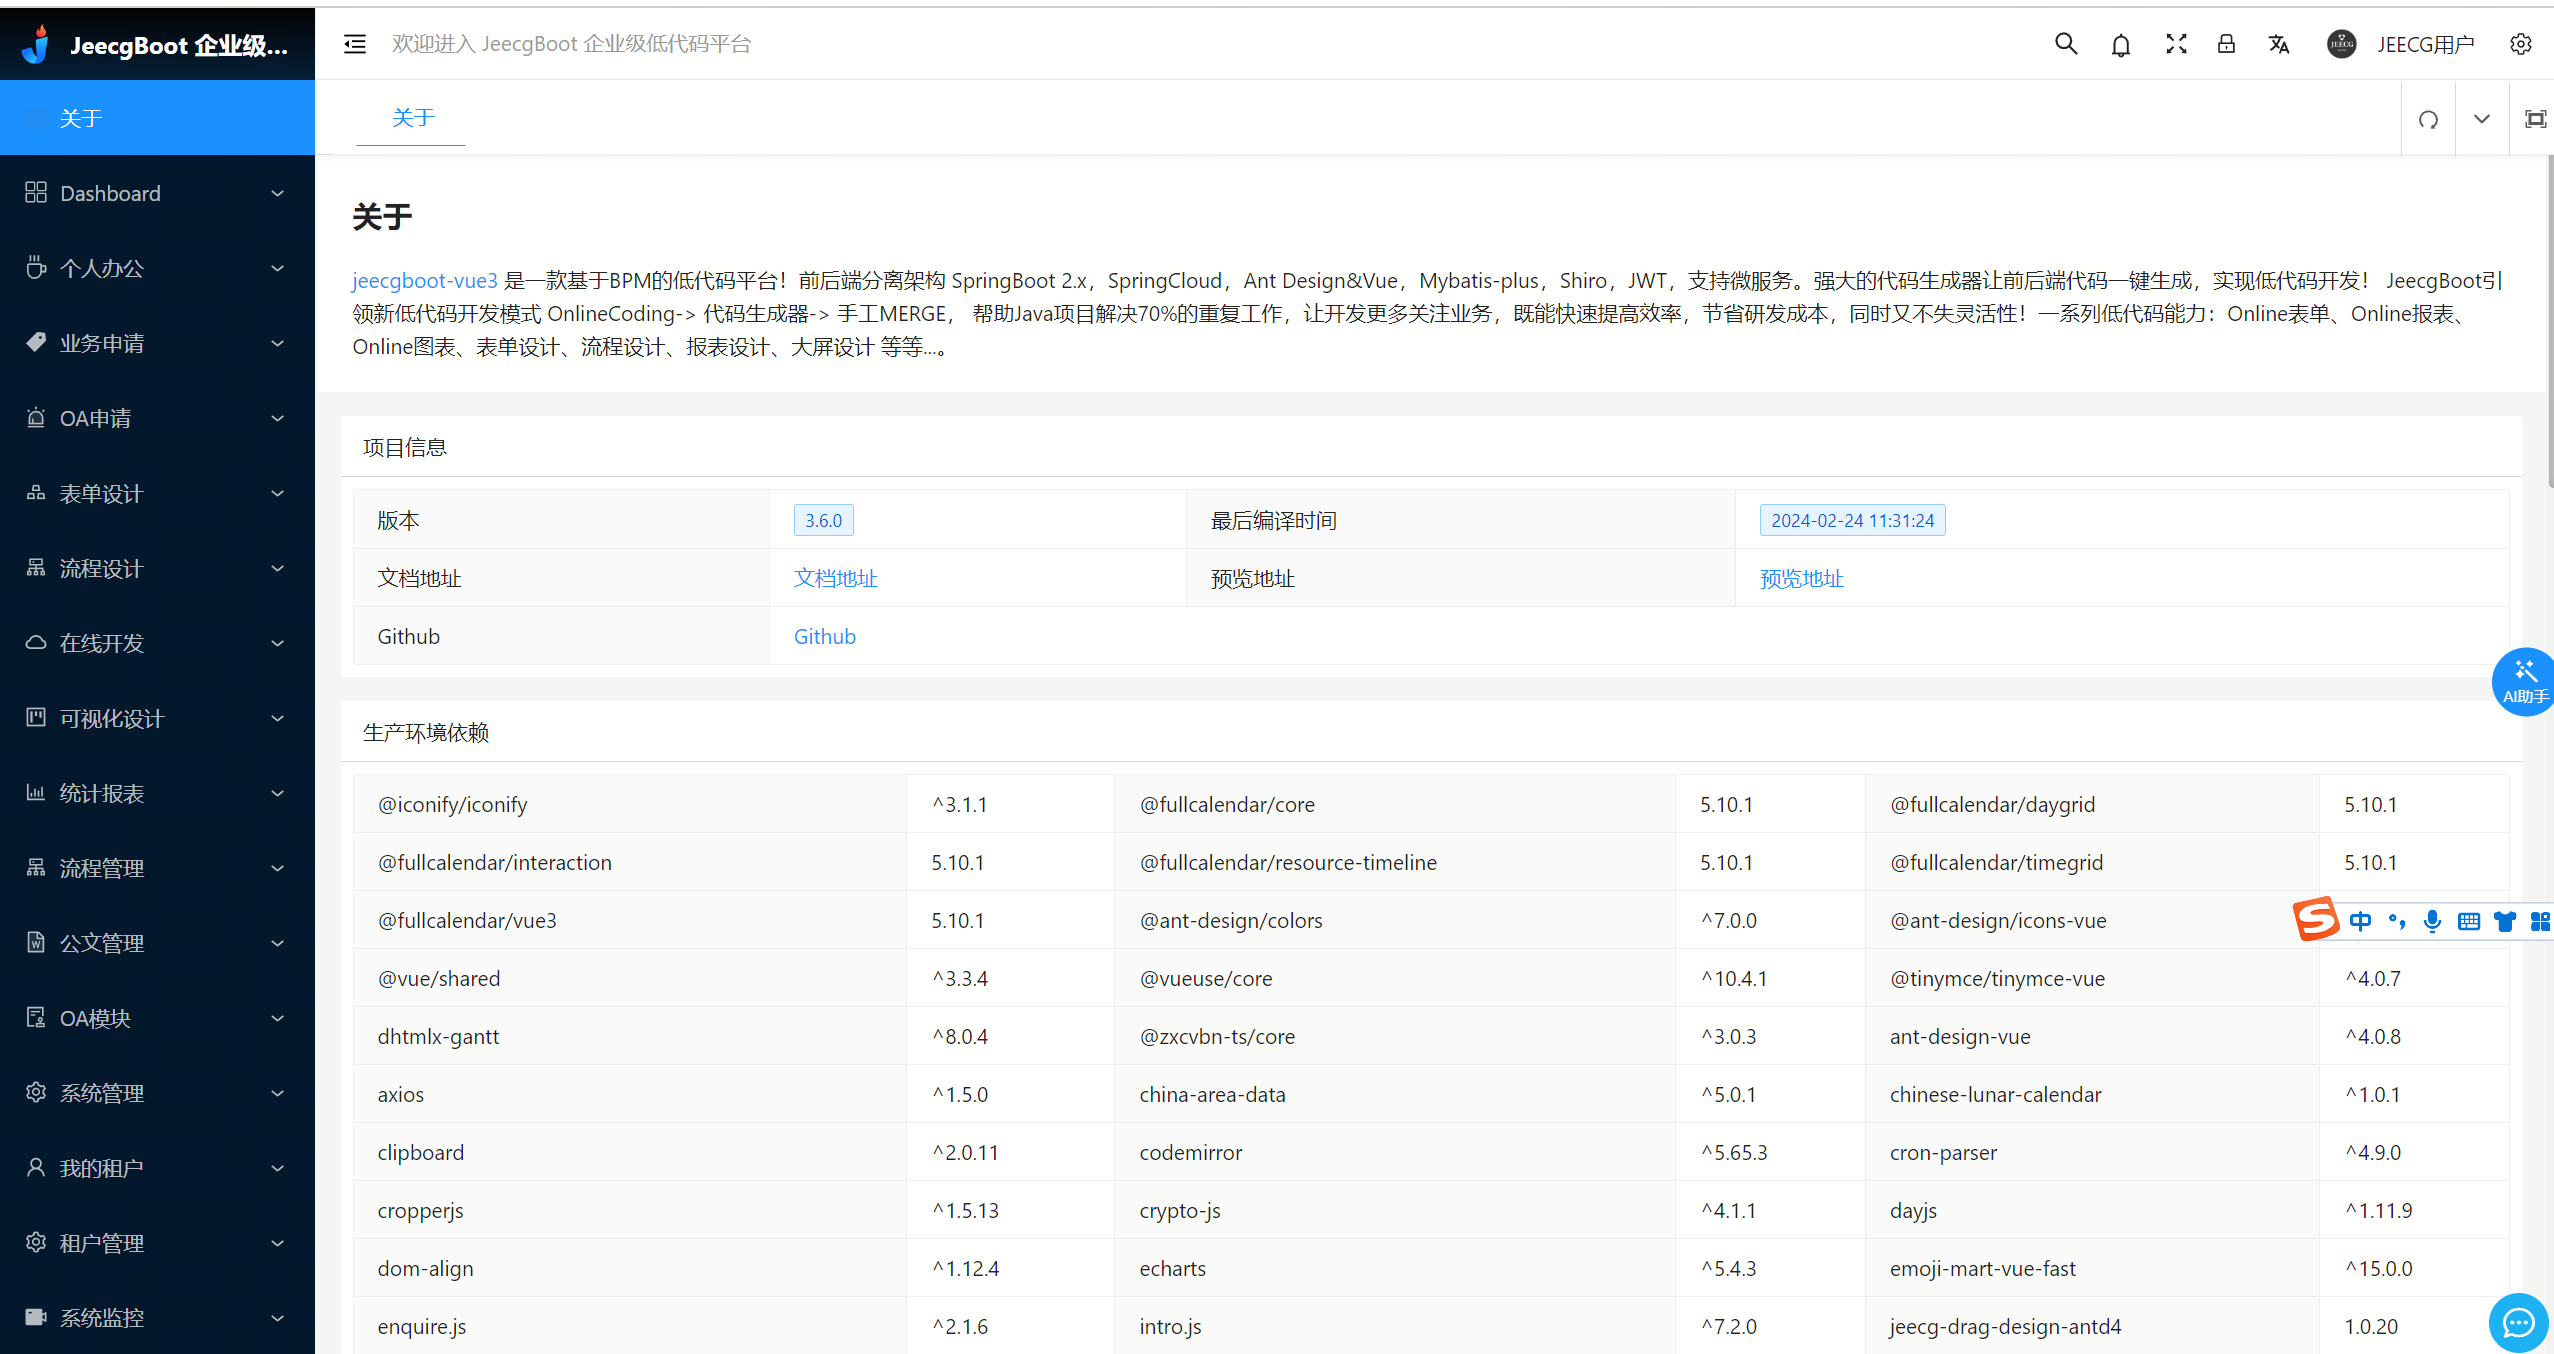 JeecgBoot 企业级...
欢迎进入 JeecgBoot 企业级低代码平台
JEECG
JEECG用户
关于
Dashboard
个人办公
业务申请
OA申请
表单设计
流程设计
在线开发
可视化设计
统计报表
流程管理
公文管理
OA模块
系统管理
我的租户
租户管理
系统监控
关于
关于
jeecgboot-vue3 是一款基于BPM的低代码平台！前后端分离架构 SpringBoot 2.x，SpringCloud，Ant Design&Vue，Mybatis-plus，Shiro，JWT，支持微服务。强大的代码生成器让前后端代码一键生成，实现低代码开发！ JeecgBoot引
领新低代码开发模式 OnlineCoding-> 代码生成器-> 手工MERGE， 帮助Java项目解决70%的重复工作，让开发更多关注业务，既能快速提高效率，节省研发成本，同时又不失灵活性！一系列低代码能力：Online表单、Online报表、
Online图表、表单设计、流程设计、报表设计、大屏设计 等等...。
项目信息
版本 3.6.0 最后编译时间 2024-02-24 11:31:24
文档地址 文档地址 预览地址 预览地址
Github Github
AI助手
生产环境依赖
@iconify/iconify ^3.1.1 @fullcalendar/core 5.10.1 @fullcalendar/daygrid 5.10.1
@fullcalendar/interaction 5.10.1 @fullcalendar/resource-timeline 5.10.1 @fullcalendar/timegrid 5.10.1
@fullcalendar/vue3 5.10.1 @ant-design/colors ^7.0.0 @ant-design/icons-vue
中
@vue/shared ^3.3.4 @vueuse/core ^10.4.1 @tinymce/tinymce-vue ^4.0.7
dhtmlx-gantt ^8.0.4 @zxcvbn-ts/core ^3.0.3 ant-design-vue ^4.0.8
axios ^1.5.0 china-area-data ^5.0.1 chinese-lunar-calendar ^1.0.1
clipboard ^2.0.11 codemirror ^5.65.3 cron-parser ^4.9.0
cropperjs ^1.5.13 crypto-js ^4.1.1 dayjs ^1.11.9
dom-align ^1.12.4 echarts ^5.4.3 emoji-mart-vue-fast ^15.0.0
enquire.js ^2.1.6 intro.js ^7.2.0 jeecg-drag-design-antd4 1.0.20